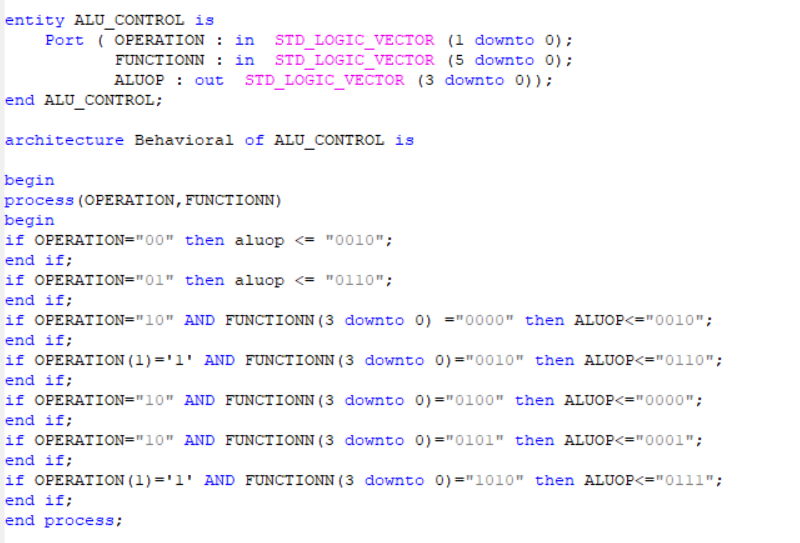 entity ALU_CONTROL is
    Port ( OPERATION : in  STD_LOGIC_VECTOR (1 downto 0);
           FUNCTIONN : in  STD_LOGIC_VECTOR (5 downto 0);
           ALUOP : out  STD_LOGIC_VECTOR (3 downto 0));
end ALU_CONTROL;
architecture Behavioral of ALU_CONTROL is
begin
process(OPERATION,FUNCTIONN)
begin
if OPERATION="00" then aluop <= "0010";
end if;
if OPERATION="01" then aluop <= "0110";
end if;
if OPERATION="10" AND FUNCTIONN(3 downto 0) ="0000" then ALUOP<="0010";
end if;
if OPERATION(1)='1' AND FUNCTIONN(3 downto 0)="0010" then ALUOP<="0110";
end if;
if OPERATION="10" AND FUNCTIONN(3 downto 0)="0100" then ALUOP<="0000";
end if;
if OPERATION="10" AND FUNCTIONN(3 downto 0)="0101" then ALUOP<="0001";
end if;
if OPERATION(1)='1' AND FUNCTIONN(3 downto 0)="1010" then ALUOP<="0111";
end if;
end process;